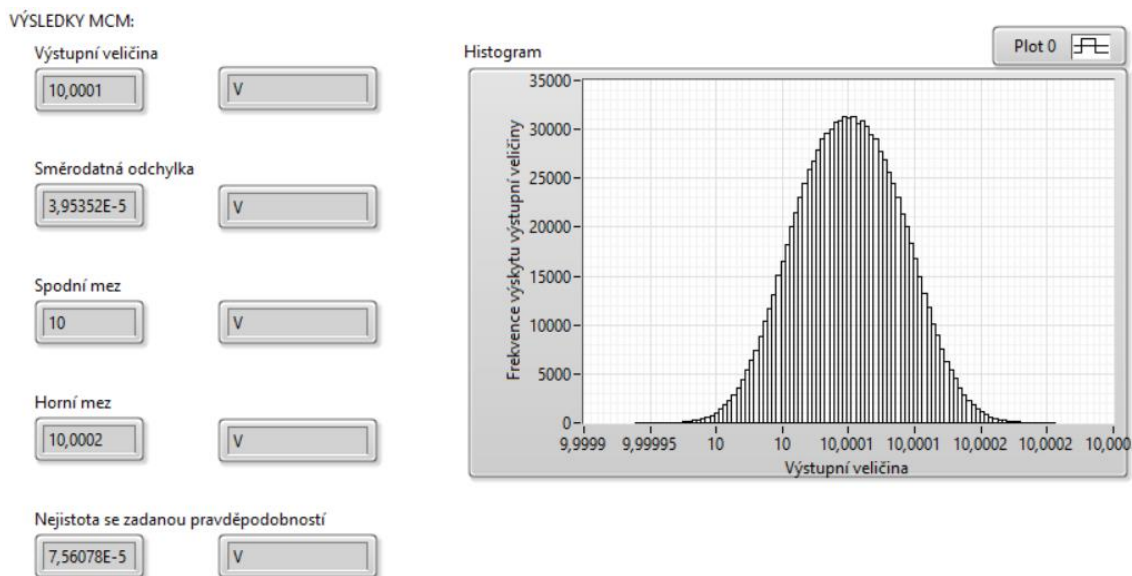 VÝSLEDKY MCM:
Výstupní veličina
10,0001 V
Směrodatná odchylka
3,95352E-5 V
Spodní mez
10 V
Horní mez
10,0002 V
Nejistota se zadanou pravděpodobností
7,56078E-5 V
Histogram
Plot 0
Frekvence výskytu výstupní veličiny
35000
30000
25000
20000
15000
10000
5000
0
9,9999 9,99995 10 10 10,0001 10,0001 10,0002 10,0002 10,000
Výstupní veličina